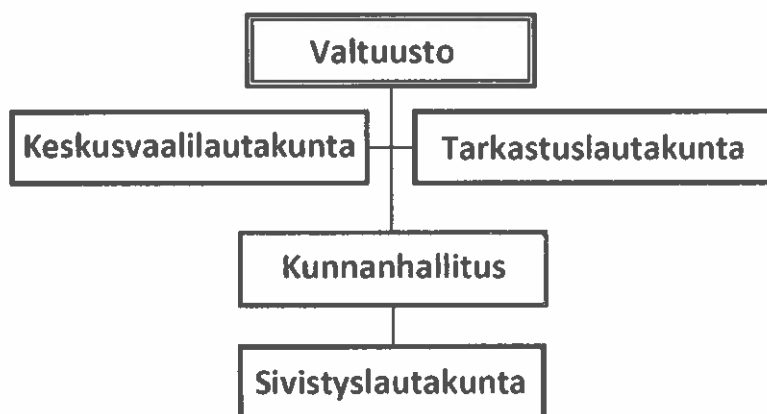 Valtuusto
Keskusvaalilautakunta
Tarkastuslautakunta
Kunnanhallitus
Sivistyslautakunta